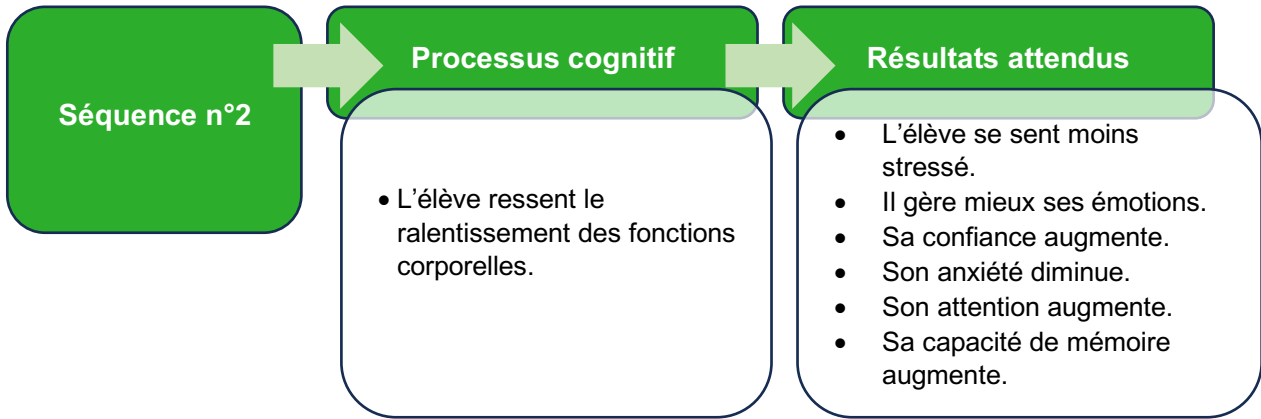 Séquence n°2
Processus cognitif
• L’élève ressent le
ralentissement des fonctions
corporelles.
Résultats attendus
• L’élève se sent moins
stressé.
• Il gère mieux ses émotions.
• Sa confiance augmente.
• Son anxiété diminue.
• Son attention augmente.
• Sa capacité de mémoire
augmente.